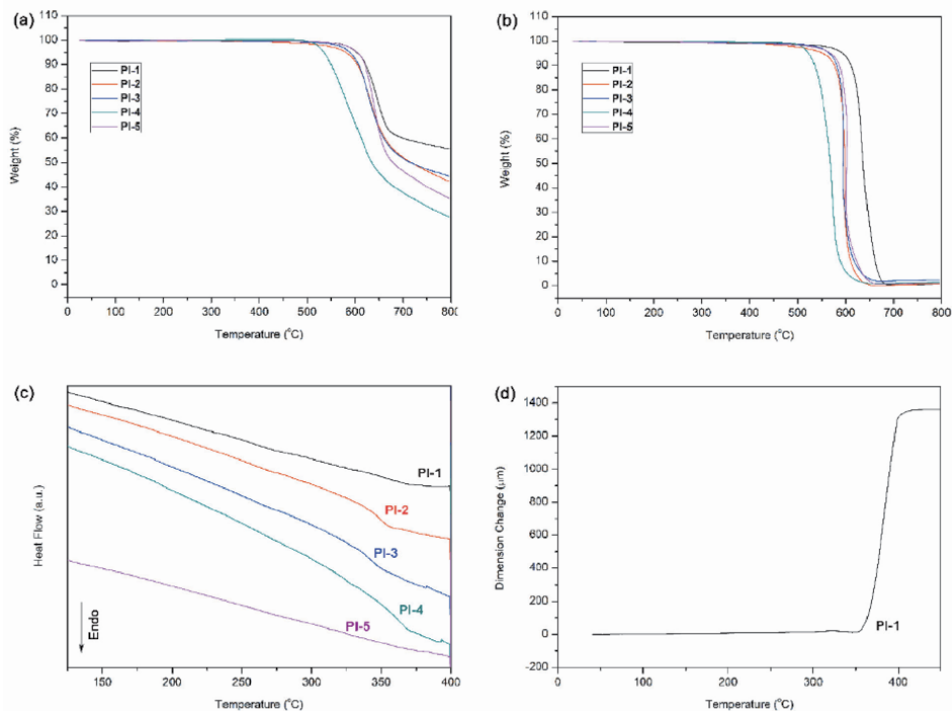 (a)
110
100
90
80
70
60
50
40
30
20
10
0
PI-1
PI-2
PI-3
PI-4
PI-5
Weight (%)
0 100 200 300 400 500 600 700 800
Temperature (°C)
(b)
110
100
90
80
70
60
50
40
30
20
10
0
PI-1
PI-2
PI-3
PI-4
PI-5
Weight (%)
0 100 200 300 400 500 600 700 800
Temperature (°C)
(c)
PI-1
PI-2
PI-3
PI-4
PI-5
Endo
Heat Flow (a.u.)
150 200 250 300 350 400
Temperature (°C)
(d)
1400
1200
1000
800
600
400
200
0
-200
PI-1
Dimension Change (μm)
0 100 200 300 400
Temperature (°C)